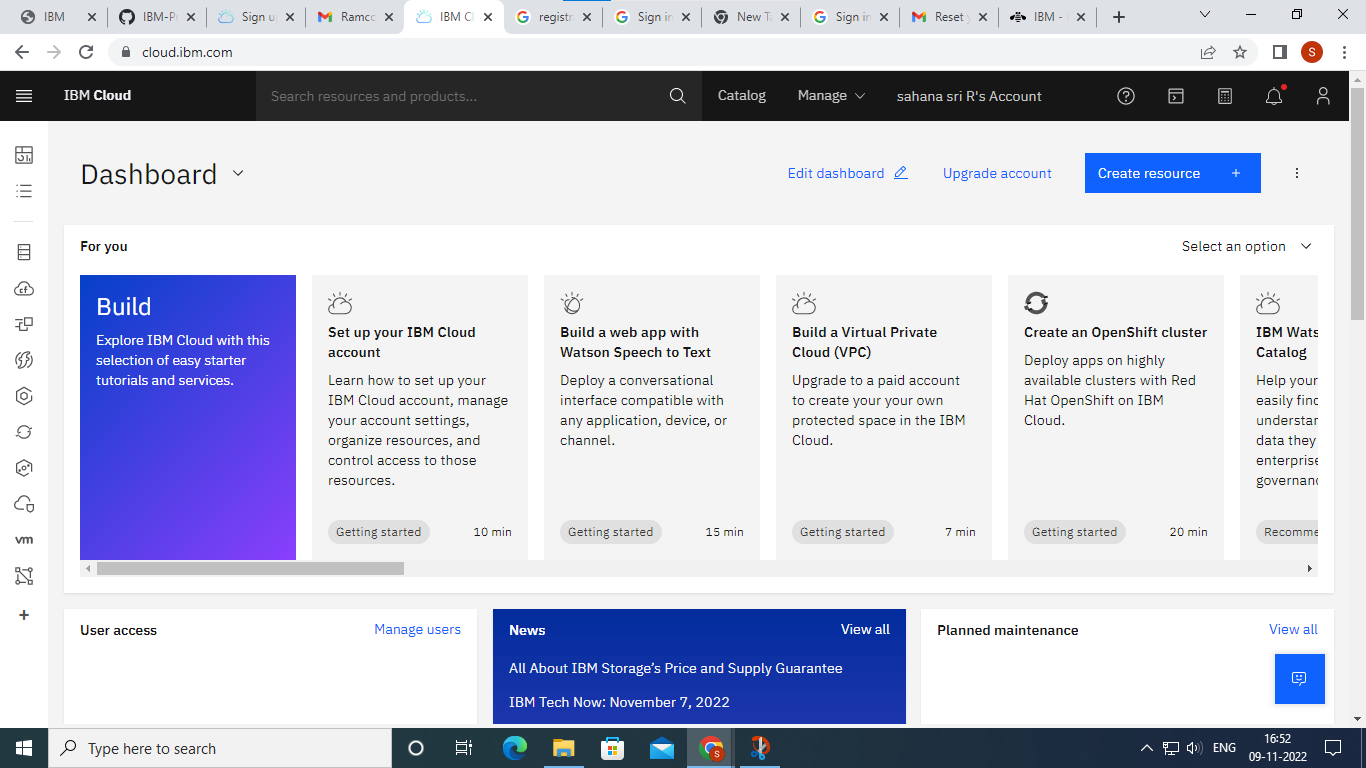 IBM
IBM-Pr
Sign u
Ramco
IBM Cl
registr
Sign in
New Ta
Sign in
Reset y
IBM -
cloud.ibm.com
S
IBM Cloud
Search resources and products...
Catalog
Manage
sahana sri R's Account
Dashboard
Edit dashboard
Upgrade account
Create resource +
For you
Select an option
Build
Explore IBM Cloud with this
selection of easy starter
tutorials and services.
Set up your IBM Cloud
account
Learn how to set up your
IBM Cloud account, manage
your account settings,
organize resources, and
control access to those
resources.
Getting started
10 min
Build a web app with
Watson Speech to Text
Deploy a conversational
interface compatible with
any application, device, or
channel.
Getting started
15 min
Build a Virtual Private
Cloud (VPC)
Upgrade to a paid account
to create your your own
protected space in the IBM
Cloud.
Getting started
7 min
Create an OpenShift cluster
Deploy apps on highly
available clusters with Red
Hat OpenShift on IBM
Cloud.
Getting started
20 min
IBM Wats
Catalog
Help your
easily find
understan
data they
enterprise
governanc
Recomme
cf
vm
User access
Manage users
News
View all
All About IBM Storage’s Price and Supply Guarantee
IBM Tech Now: November 7, 2022
Planned maintenance
View all
Type here to search
S
ENG
16:52
09-11-2022